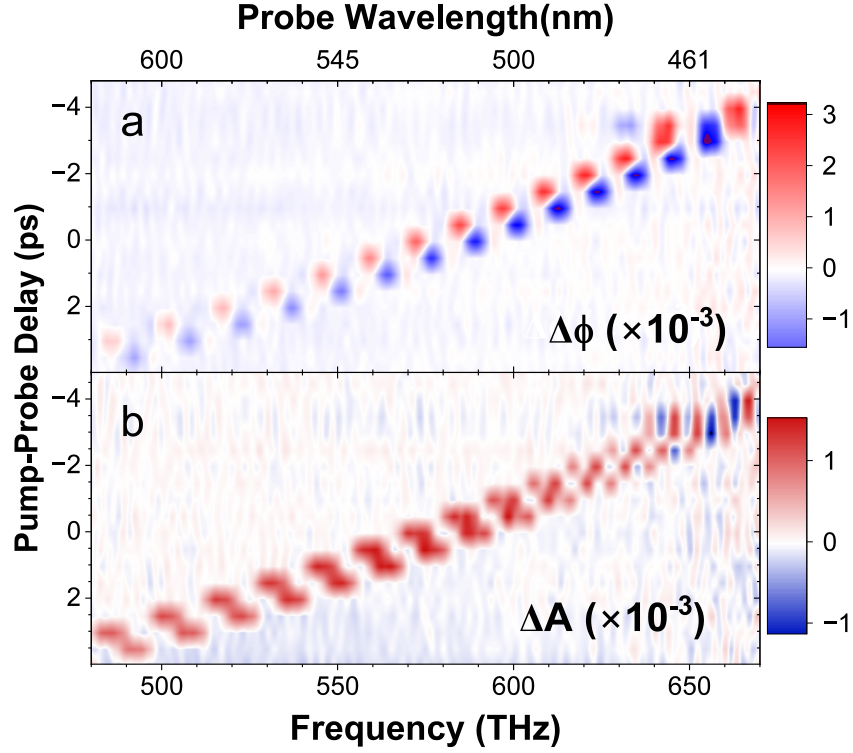 Probe Wavelength(nm)
600 545 500 461
Pump-Probe Delay (ps)
−4
−2
0
2
a
Δϕ (×10-3)
3
2
1
0
−1
−4
−2
0
2
b
ΔA (×10-3)
1
0
−1
500 550 600 650
Frequency (THz)